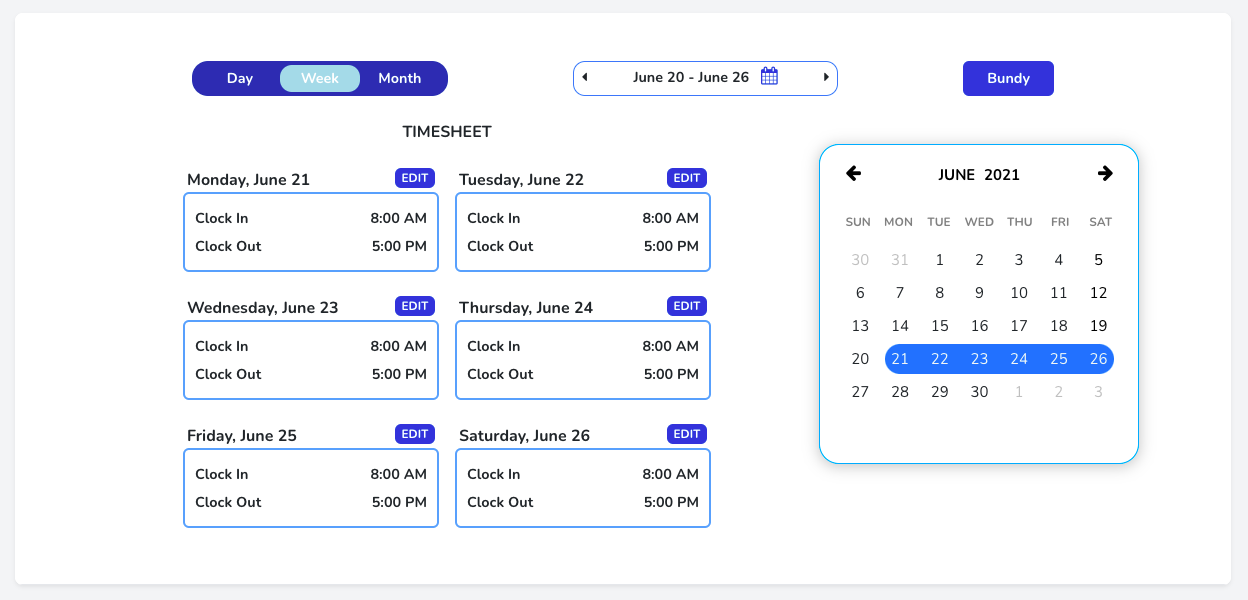 Day Week Month
June 20 - June 26
Bundy
TIMESHEET
Monday, June 21 EDIT
Clock In 8:00 AM
Clock Out 5:00 PM
Tuesday, June 22 EDIT
Clock In 8:00 AM
Clock Out 5:00 PM
Wednesday, June 23 EDIT
Clock In 8:00 AM
Clock Out 5:00 PM
Thursday, June 24 EDIT
Clock In 8:00 AM
Clock Out 5:00 PM
Friday, June 25 EDIT
Clock In 8:00 AM
Clock Out 5:00 PM
Saturday, June 26 EDIT
Clock In 8:00 AM
Clock Out 5:00 PM
JUNE 2021
SUN MON TUE WED THU FRI SAT
30 31 1 2 3 4 5
6 7 8 9 10 11 12
13 14 15 16 17 18 19
20 21 22 23 24 25 26
27 28 29 30 1 2 3